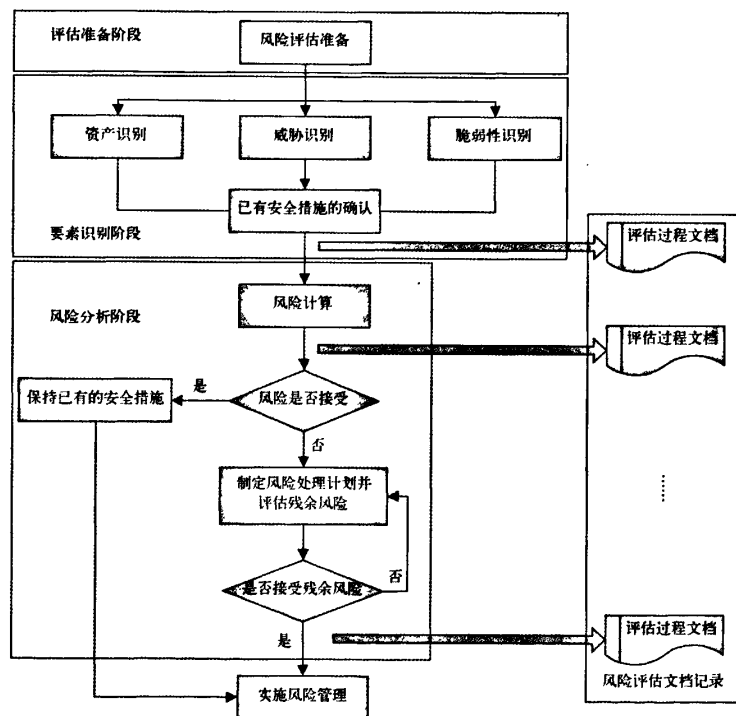 评估准备阶段
风险评估准备
资产识别
威胁识别
脆弱性识别
已有安全措施的确认
要素识别阶段
评估过程文档
风险计算
风险分析阶段
评估过程文档
是
保持已有的安全措施
风险是否接受
否
制定风险处理计划并
评估残余风险
……
否
是否接受残余风险
是
评估过程文档
实施风险管理
风险评估文档记录